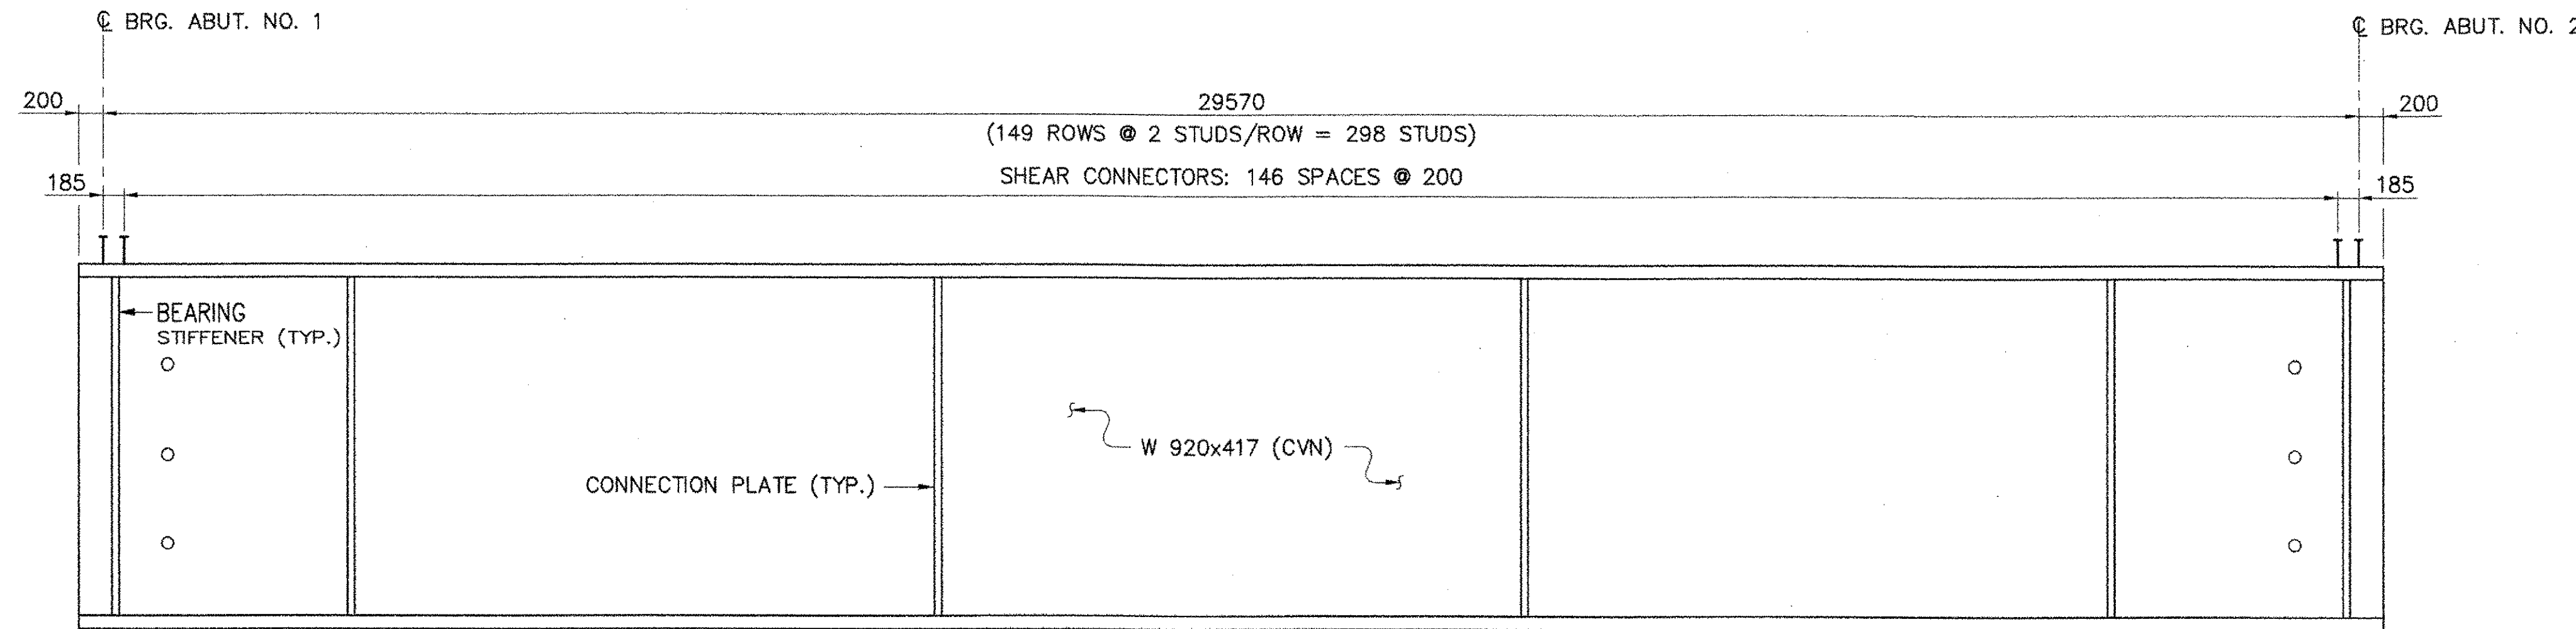 ℄ BRG. ABUT. NO. 1
℄ BRG. ABUT. NO. 2
200
29570
200
(149 ROWS @ 2 STUDS/ROW = 298 STUDS)
185
SHEAR CONNECTORS: 146 SPACES @ 200
185
BEARING
STIFFENER (TYP.)
W 920x417 (CVN)
CONNECTION PLATE (TYP.)